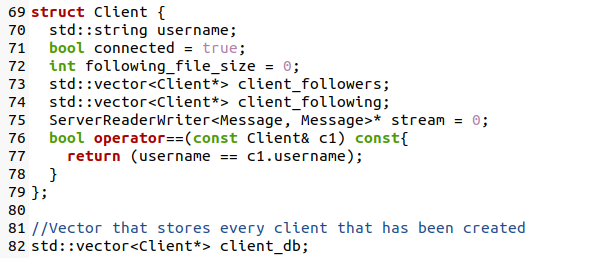 69 struct Client {
70   std::string username;
71   bool connected = true;
72   int following_file_size = 0;
73   std::vector<Client*> client_followers;
74   std::vector<Client*> client_following;
75   ServerReaderWriter<Message, Message>* stream = 0;
76   bool operator==(const Client& c1) const{
77     return (username == c1.username);
78   }
79 };
80
81 //Vector that stores every client that has been created
82 std::vector<Client*> client_db;